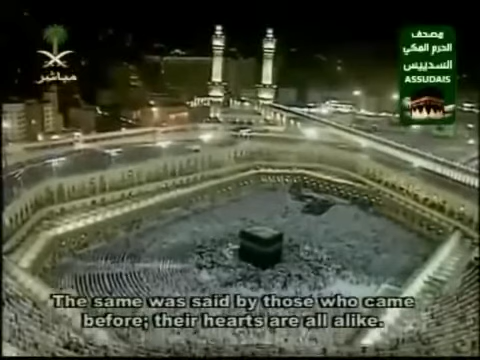 مباشر
مصحف
الحرم المكي
السديس
ASSUDAIS
The same was said by those who came
before; their hearts are all alike.